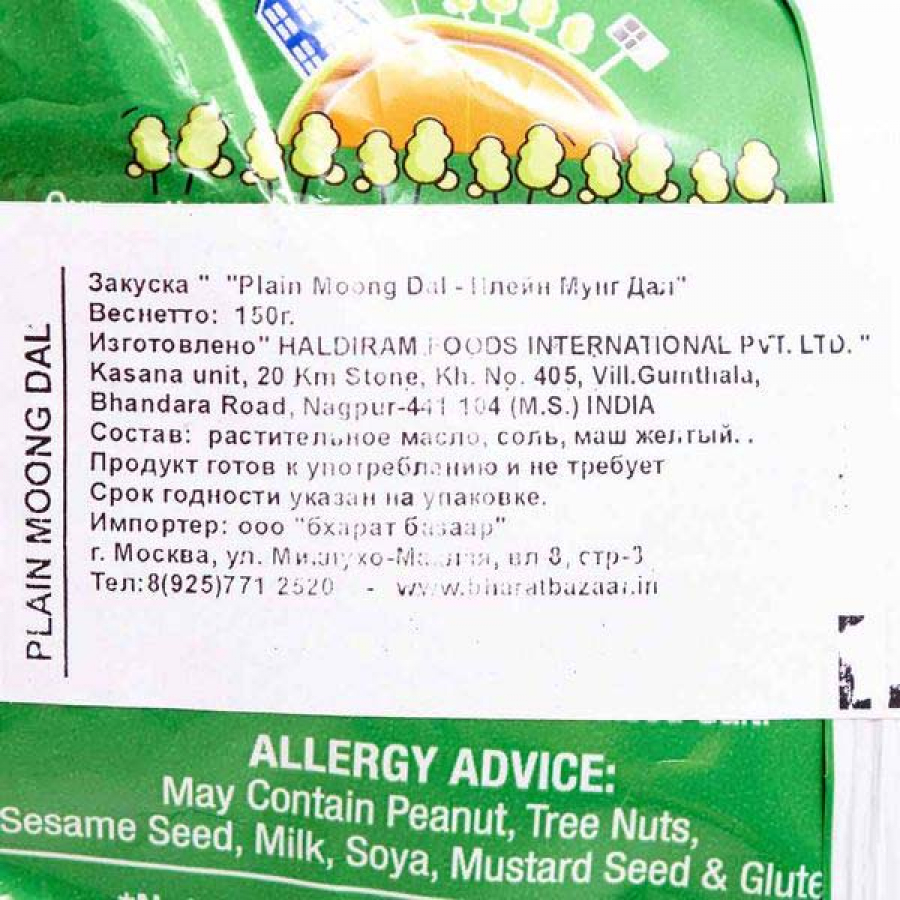 Закуска " "Plain Moong Dal - Плейн Мунг Дал"
Веснетто: 150г.
Изготовлено" HALDIRAM FOODS INTERNATIONAL PVT. LTD. "
Kasana unit, 20 Km Stone, Kh. No. 405, Vill.Gumthala,
Bhandara Road, Nagpur-441 104 (M.S.) INDIA
Состав: растительное масло, соль, маш желтый. .
Продукт готов к употреблению и не требует
Срок годности указан на упаковке.
Импортер: ооо "бхарат базаар"
г. Москва, ул. вл 8, стр-3
Тел:8(925)771 2520 - www.bharatbazaar.in
PLAIN MOONG DAL
ALLERGY ADVICE:
May Contain Peanut, Tree Nuts,
Sesame Seed, Milk, Soya, Mustard Seed & Glute